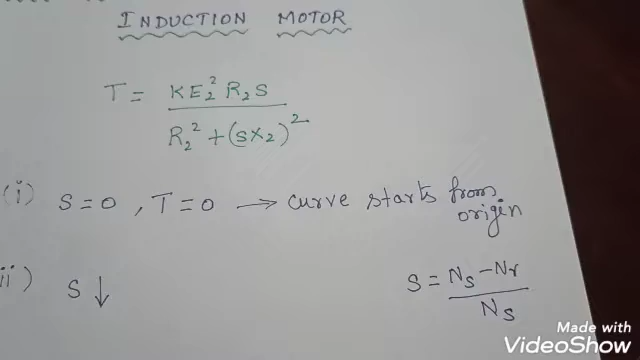 INDUCTION MOTOR
T = KE₂² R₂ S / R₂² + (sx₂)²
(i) S=0, T=0 → curve starts from origin
ii) S ↓
S = Ns - Nr / Ns
Made with
VideoShow